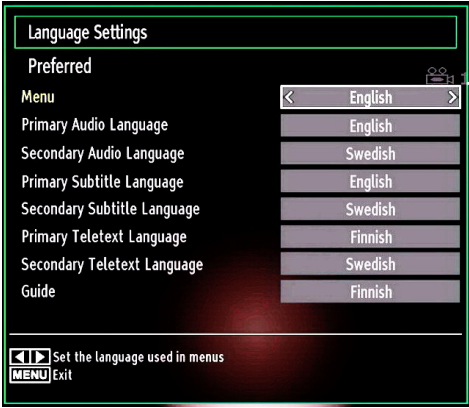 Language Settings
Preferred
Menu < English >
Primary Audio Language English
Secondary Audio Language Swedish
Primary Subtitle Language English
Secondary Subtitle Language Swedish
Primary Teletext Language Finnish
Secondary Teletext Language Swedish
Guide Finnish
Set the language used in menus
MENU Exit